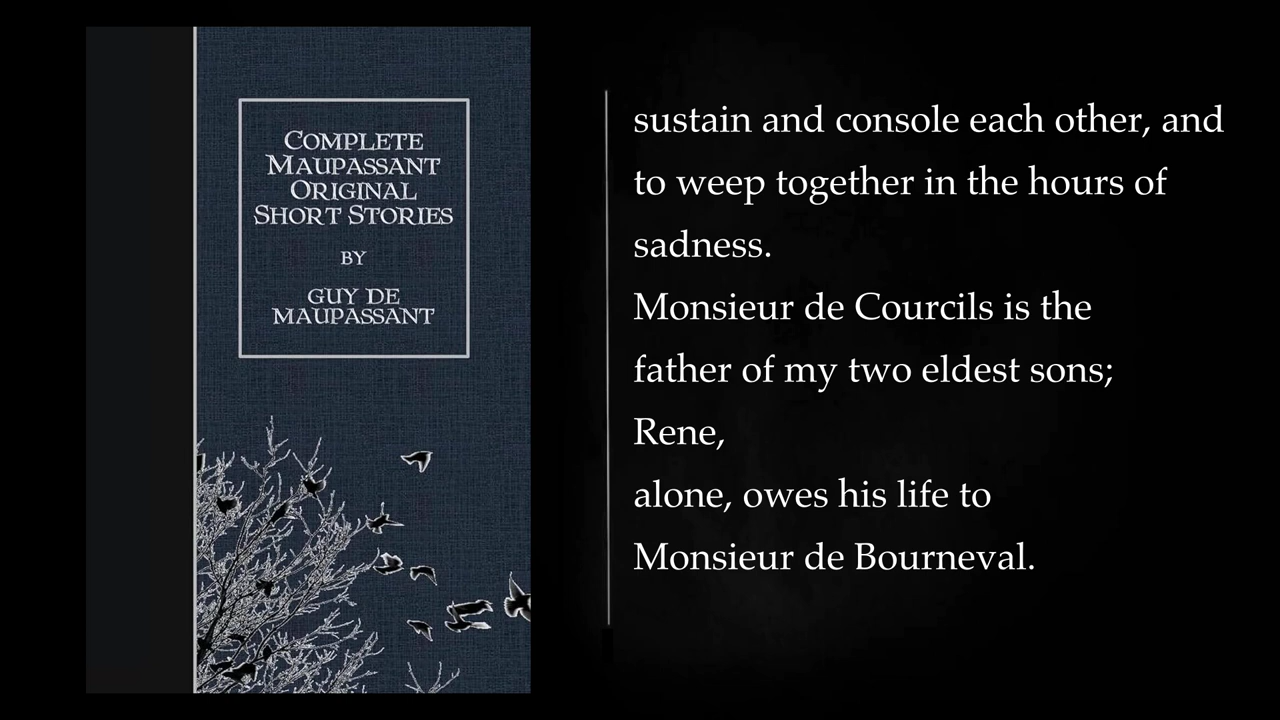 COMPLETE
MAUPASSANT
ORIGINAL
SHORT STORIES
BY
GUY DE
MAUPASSANT
sustain and console each other, and
to weep together in the hours of
sadness.
Monsieur de Courcils is the
father of my two eldest sons;
Rene,
alone, owes his life to
Monsieur de Bourneval.